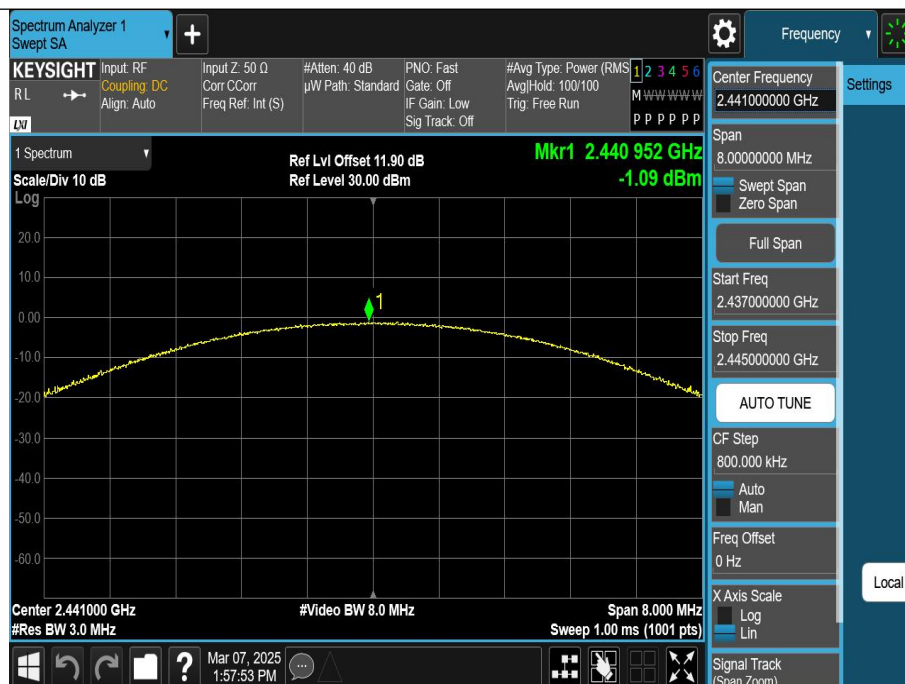 Spectrum Analyzer 1
Swept SA
+
Frequency
KEYSIGHT
RL
LXI
Input: RF
Coupling: DC
Align: Auto
Input Z: 50 Ω
Corr CCorr
Freq Ref: Int (S)
#Atten: 40 dB
µW Path: Standard
PNO: Fast
Gate: Off
IF Gain: Low
Sig Track: Off
#Avg Type: Power (RMS
Avg|Hold: 100/100
Trig: Free Run
1 2 3 4 5 6
M W W W W W
P P P P P P
1 Spectrum
Scale/Div 10 dB
Log
Ref Lvl Offset 11.90 dB
Ref Level 30.00 dBm
Mkr1 2.440 952 GHz
-1.09 dBm
20.0
10.0
0.00
-10.0
-20.0
-30.0
-40.0
-50.0
-60.0
1
Center 2.441000 GHz
#Res BW 3.0 MHz
#Video BW 8.0 MHz
Span 8.000 MHz
Sweep 1.00 ms (1001 pts)
Center Frequency
2.441000000 GHz
Settings
Span
8.00000000 MHz
Swept Span
Zero Span
Full Span
Start Freq
2.437000000 GHz
Stop Freq
2.445000000 GHz
AUTO TUNE
CF Step
800.000 kHz
Auto
Man
Freq Offset
0 Hz
X Axis Scale
Log
Lin
Local
Signal Track
(Span Zoom)
?
Mar 07, 2025
1:57:53 PM